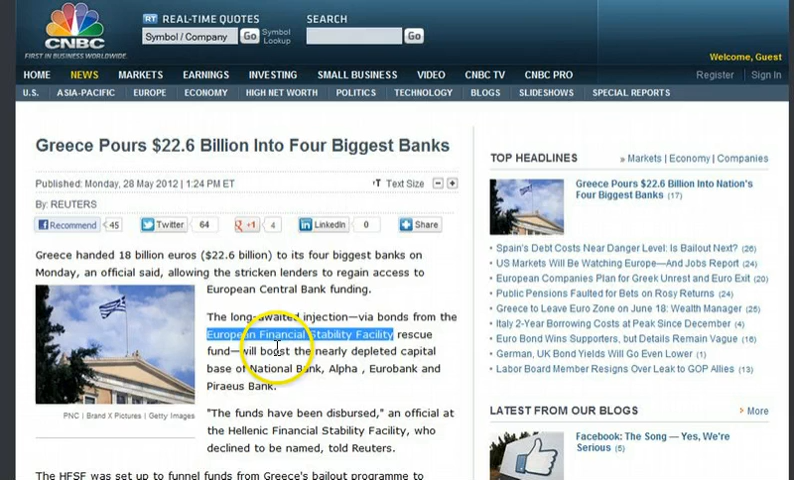 RT REAL-TIME QUOTES SEARCH
Symbol / Company Go Symbol Lookup Go
CNBC
FIRST IN BUSINESS WORLDWIDE.
Welcome, Guest
HOME NEWS MARKETS EARNINGS INVESTING SMALL BUSINESS VIDEO CNBC TV CNBC PRO Register Sign In
U.S. ASIA-PACIFIC EUROPE ECONOMY HIGH NET WORTH POLITICS TECHNOLOGY BLOGS SLIDESHOWS SPECIAL REPORTS
Greece Pours $22.6 Billion Into Four Biggest Banks
Published: Monday, 28 May 2012 | 1:24 PM ET
Text Size
By: REUTERS
Recommend 45 Twitter 64 +1 4 LinkedIn 0 Share
Greece handed 18 billion euros ($22.6 billion) to its four biggest banks on
Monday, an official said, allowing the stricken lenders to regain access to
European Central Bank funding.
The long-awaited injection—via bonds from the
European Financial Stability Facility rescue
fund—will boost the nearly depleted capital
base of National Bank, Alpha , Eurobank and
Piraeus Bank.
PNC | Brand X Pictures | Getty Images
"The funds have been disbursed," an official at
the Hellenic Financial Stability Facility, who
declined to be named, told Reuters.
The HFSF was set up to funnel funds from Greece's bailout programme to
TOP HEADLINES » Markets | Economy | Companies
Greece Pours $22.6 Billion Into Nation's
Four Biggest Banks (17)
Spain's Debt Costs Near Danger Level: Is Bailout Next? (26)
US Markets Will Be Watching Europe—And Jobs Report (24)
European Companies Plan for Greek Unrest and Euro Exit (20)
Public Pensions Faulted for Bets on Rosy Returns (24)
Greece to Leave Euro Zone on June 18: Wealth Manager (25)
Italy 2-Year Borrowing Costs at Peak Since December (4)
Euro Bond Wins Supporters, but Details Remain Vague (16)
German, UK Bond Yields Will Go Even Lower (1)
Labor Board Member Resigns Over Leak to GOP Allies (13)
LATEST FROM OUR BLOGS More
Facebook: The Song — Yes, We're
Serious (5)